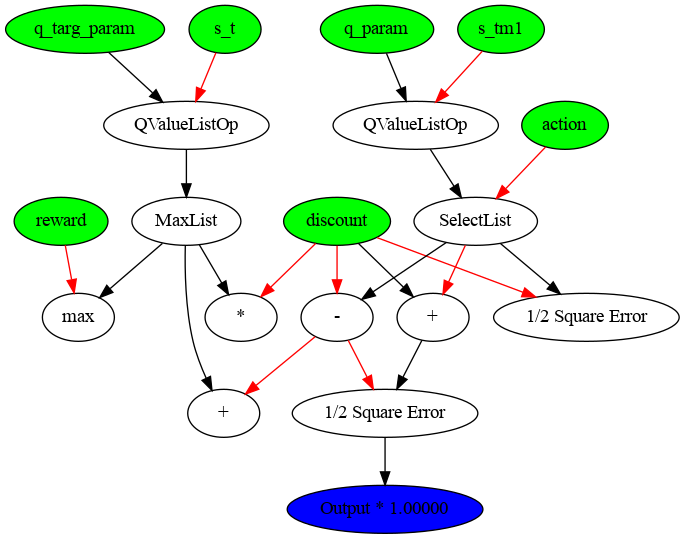 q_targ_param
s_t
q_param
s_tm1
QValueListOp
QValueListOp
action
reward
MaxList
discount
SelectList
max
*
-
+
1/2 Square Error
+
1/2 Square Error
Output * 1.00000